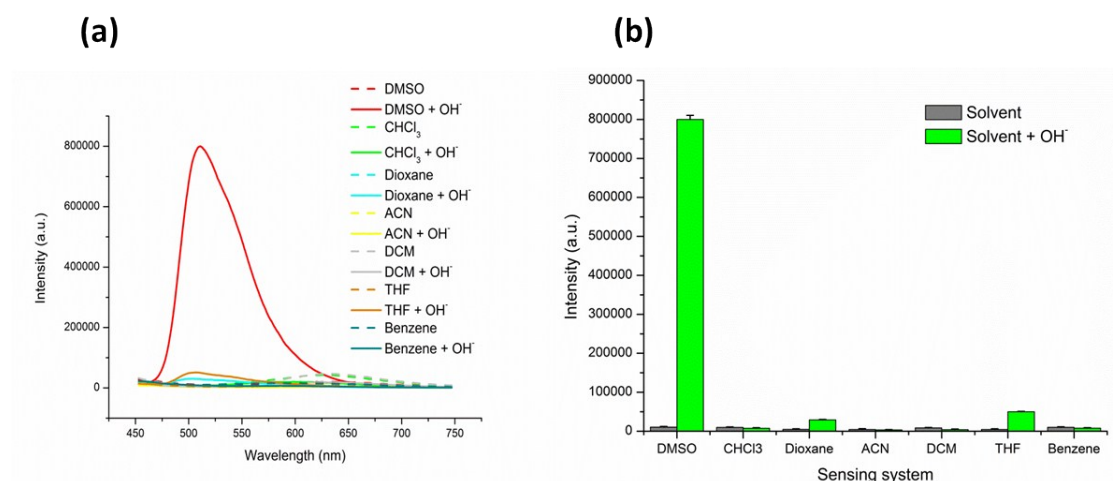 (a)
(b)
DMSO
DMSO + OH⁻
CHCl₃
CHCl₃ + OH⁻
Dioxane
Dioxane + OH⁻
ACN
ACN + OH⁻
DCM
DCM + OH⁻
THF
THF + OH⁻
Benzene
Benzene + OH⁻
800000
600000
400000
200000
0
Intensity (a.u.)
450 500 550 600 650 700 750
Wavelength (nm)
Solvent
Solvent + OH⁻
900000
800000
700000
600000
500000
400000
300000
200000
100000
0
Intensity (a.u.)
DMSO CHCl3 Dioxane ACN DCM THF Benzene
Sensing system